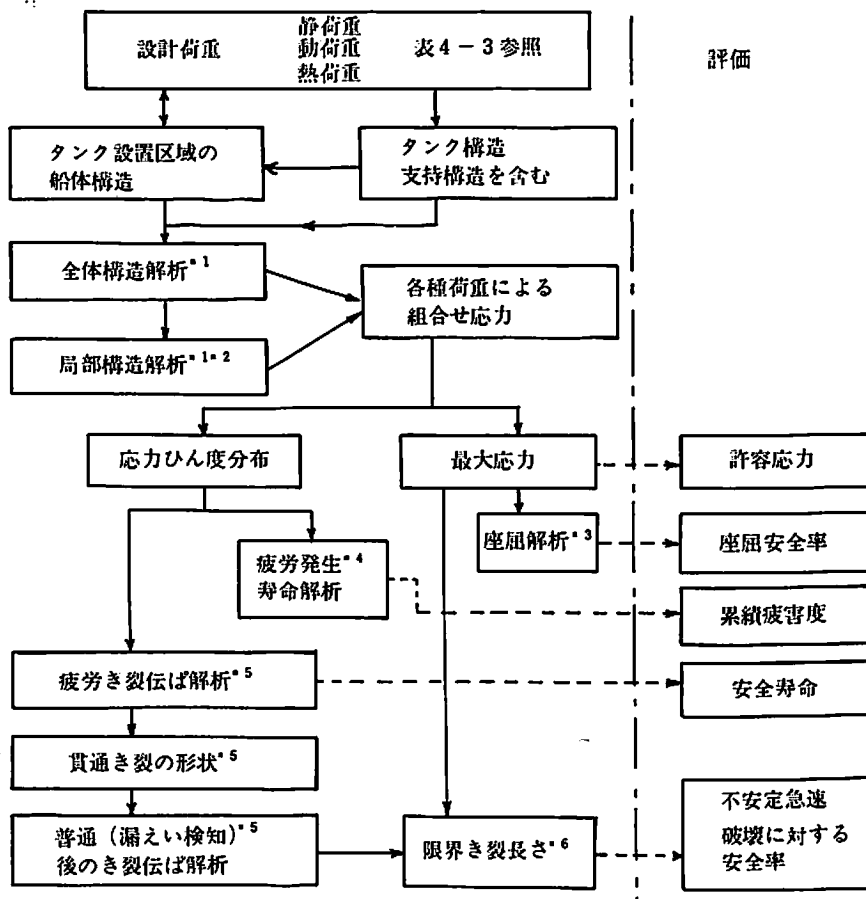 静荷重
設計荷重 動荷重 表4-3参照
熱荷重
評価
タンク設置区域の
船体構造
タンク構造
支持構造を含む
全体構造解析*1
各種荷重による
組合せ応力
局部構造解析*1*2
応力ひん度分布
最大応力
許容応力
座屈解析*3
座屈安全率
疲労発生*4
寿命解析
累績疲害度
疲労き裂伝ぱ解析*5
安全寿命
貫通き裂の形状*5
普通(漏えい検知)*5
後のき裂伝ぱ解析
限界き裂長さ*6
不安定急速
破壊に対する
安全率